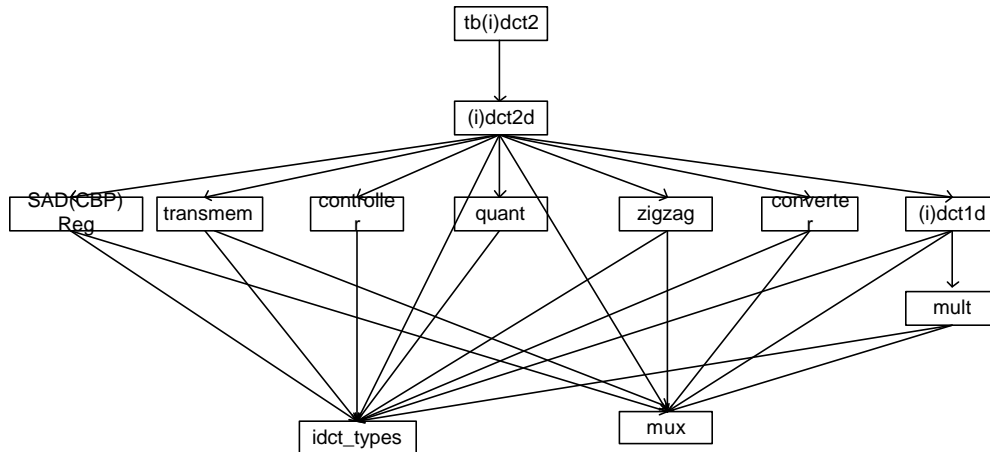 tb(i)dct2
(i)dct2d
SAD(CBP)
Reg
transmem
controlle
r
quant
zigzag
converte
r
(i)dct1d
mult
idct_types
mux